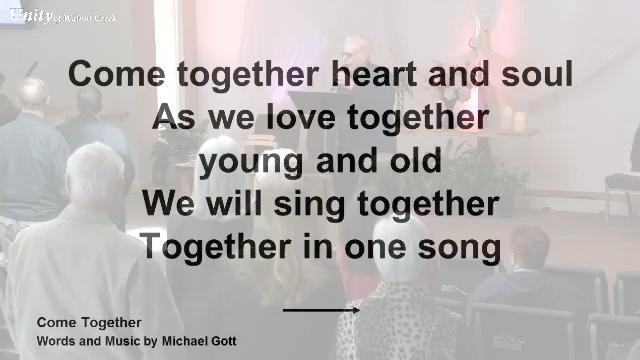 Unity of Walnut Creek
Come together heart and soul
As we love together
young and old
We will sing together
Together in one song
Come Together
Words and Music by Michael Gott